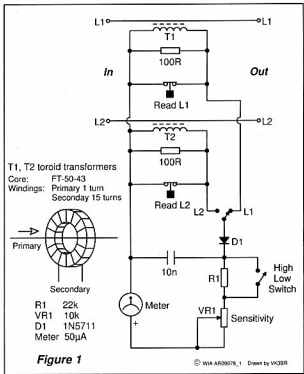 L1 L1
T1
100R
In Out
Read L1
L2 L2
T2
T1, T2 toroid transformers
Core: FT-50-43
Windings: Primary 1 turn
Seconday 15 turns
100R
Read L2
L2 L1
D1
Primary
10n
R1
High
Low
Switch
Secondary
R1 22k
VR1 10k
D1 1N5711
Meter 50µA
Meter
+
VR1
Sensitivity
Figure 1
© WIA AR09078_1 Drawn by VK3BR